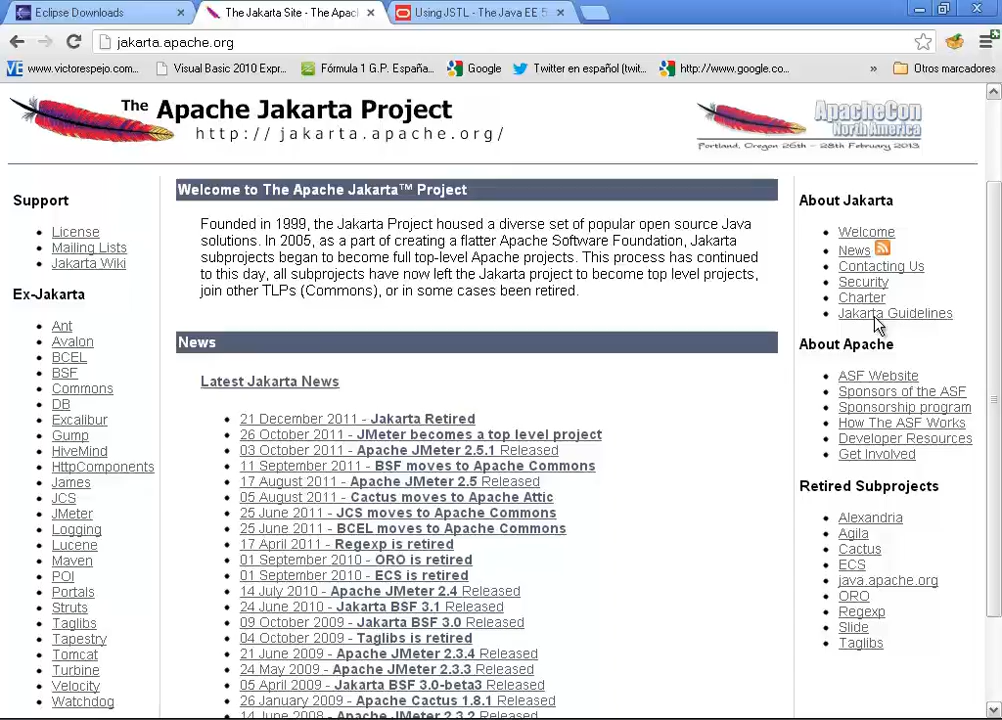 Eclipse Downloads
The Jakarta Site - The Apac
Using JSTL - The Java EE 5
jakarta.apache.org
www.victorespejo.com...
Visual Basic 2010 Expr...
Fórmula 1 G.P. España...
Google
Twitter en español (twit...
http://www.google.co...
»
Otros marcadores
The Apache Jakarta Project
http://jakarta.apache.org/
ApacheCon
North America
Portland, Oregon 26th – 28th February 2013
Support
License
Mailing Lists
Jakarta Wiki
Ex-Jakarta
Ant
Avalon
BCEL
BSF
Commons
DB
Excalibur
Gump
HiveMind
HttpComponents
James
JCS
JMeter
Logging
Lucene
Maven
POI
Portals
Struts
Taglibs
Tapestry
Tomcat
Turbine
Velocity
Watchdog
Welcome to The Apache Jakarta™ Project
Founded in 1999, the Jakarta Project housed a diverse set of popular open source Java
solutions. In 2005, as a part of creating a flatter Apache Software Foundation, Jakarta
subprojects began to become full top-level Apache projects. This process has continued
to this day, all subprojects have now left the Jakarta project to become top level projects,
join other TLPs (Commons), or in some cases been retired.
News
Latest Jakarta News
21 December 2011 - Jakarta Retired
26 October 2011 - JMeter becomes a top level project
03 October 2011 - Apache JMeter 2.5.1 Released
11 September 2011 - BSF moves to Apache Commons
17 August 2011 - Apache JMeter 2.5 Released
05 August 2011 - Cactus moves to Apache Attic
25 June 2011 - JCS moves to Apache Commons
25 June 2011 - BCEL moves to Apache Commons
17 April 2011 - Regexp is retired
01 September 2010 - ORO is retired
01 September 2010 - ECS is retired
14 July 2010 - Apache JMeter 2.4 Released
24 June 2010 - Jakarta BSF 3.1 Released
09 October 2009 - Jakarta BSF 3.0 Released
04 October 2009 - Taglibs is retired
21 June 2009 - Apache JMeter 2.3.4 Released
24 May 2009 - Apache JMeter 2.3.3 Released
05 April 2009 - Jakarta BSF 3.0-beta3 Released
26 January 2009 - Apache Cactus 1.8.1 Released
14 June 2008 - Apache JMeter 2.3.2 Released
About Jakarta
Welcome
News
Contacting Us
Security
Charter
Jakarta Guidelines
About Apache
ASF Website
Sponsors of the ASF
Sponsorship program
How The ASF Works
Developer Resources
Get Involved
Retired Subprojects
Alexandria
Agila
Cactus
ECS
java.apache.org
ORO
Regexp
Slide
Taglibs